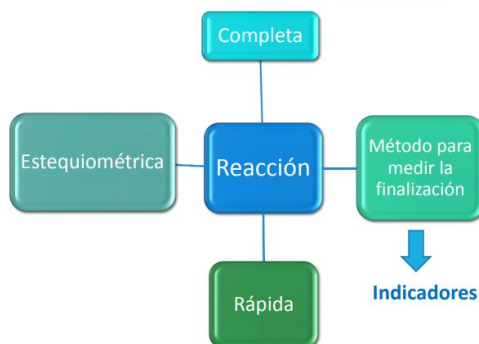 Completa
Estequiométrica
Reacción
Método para
medir la
finalización
Rápida
Indicadores